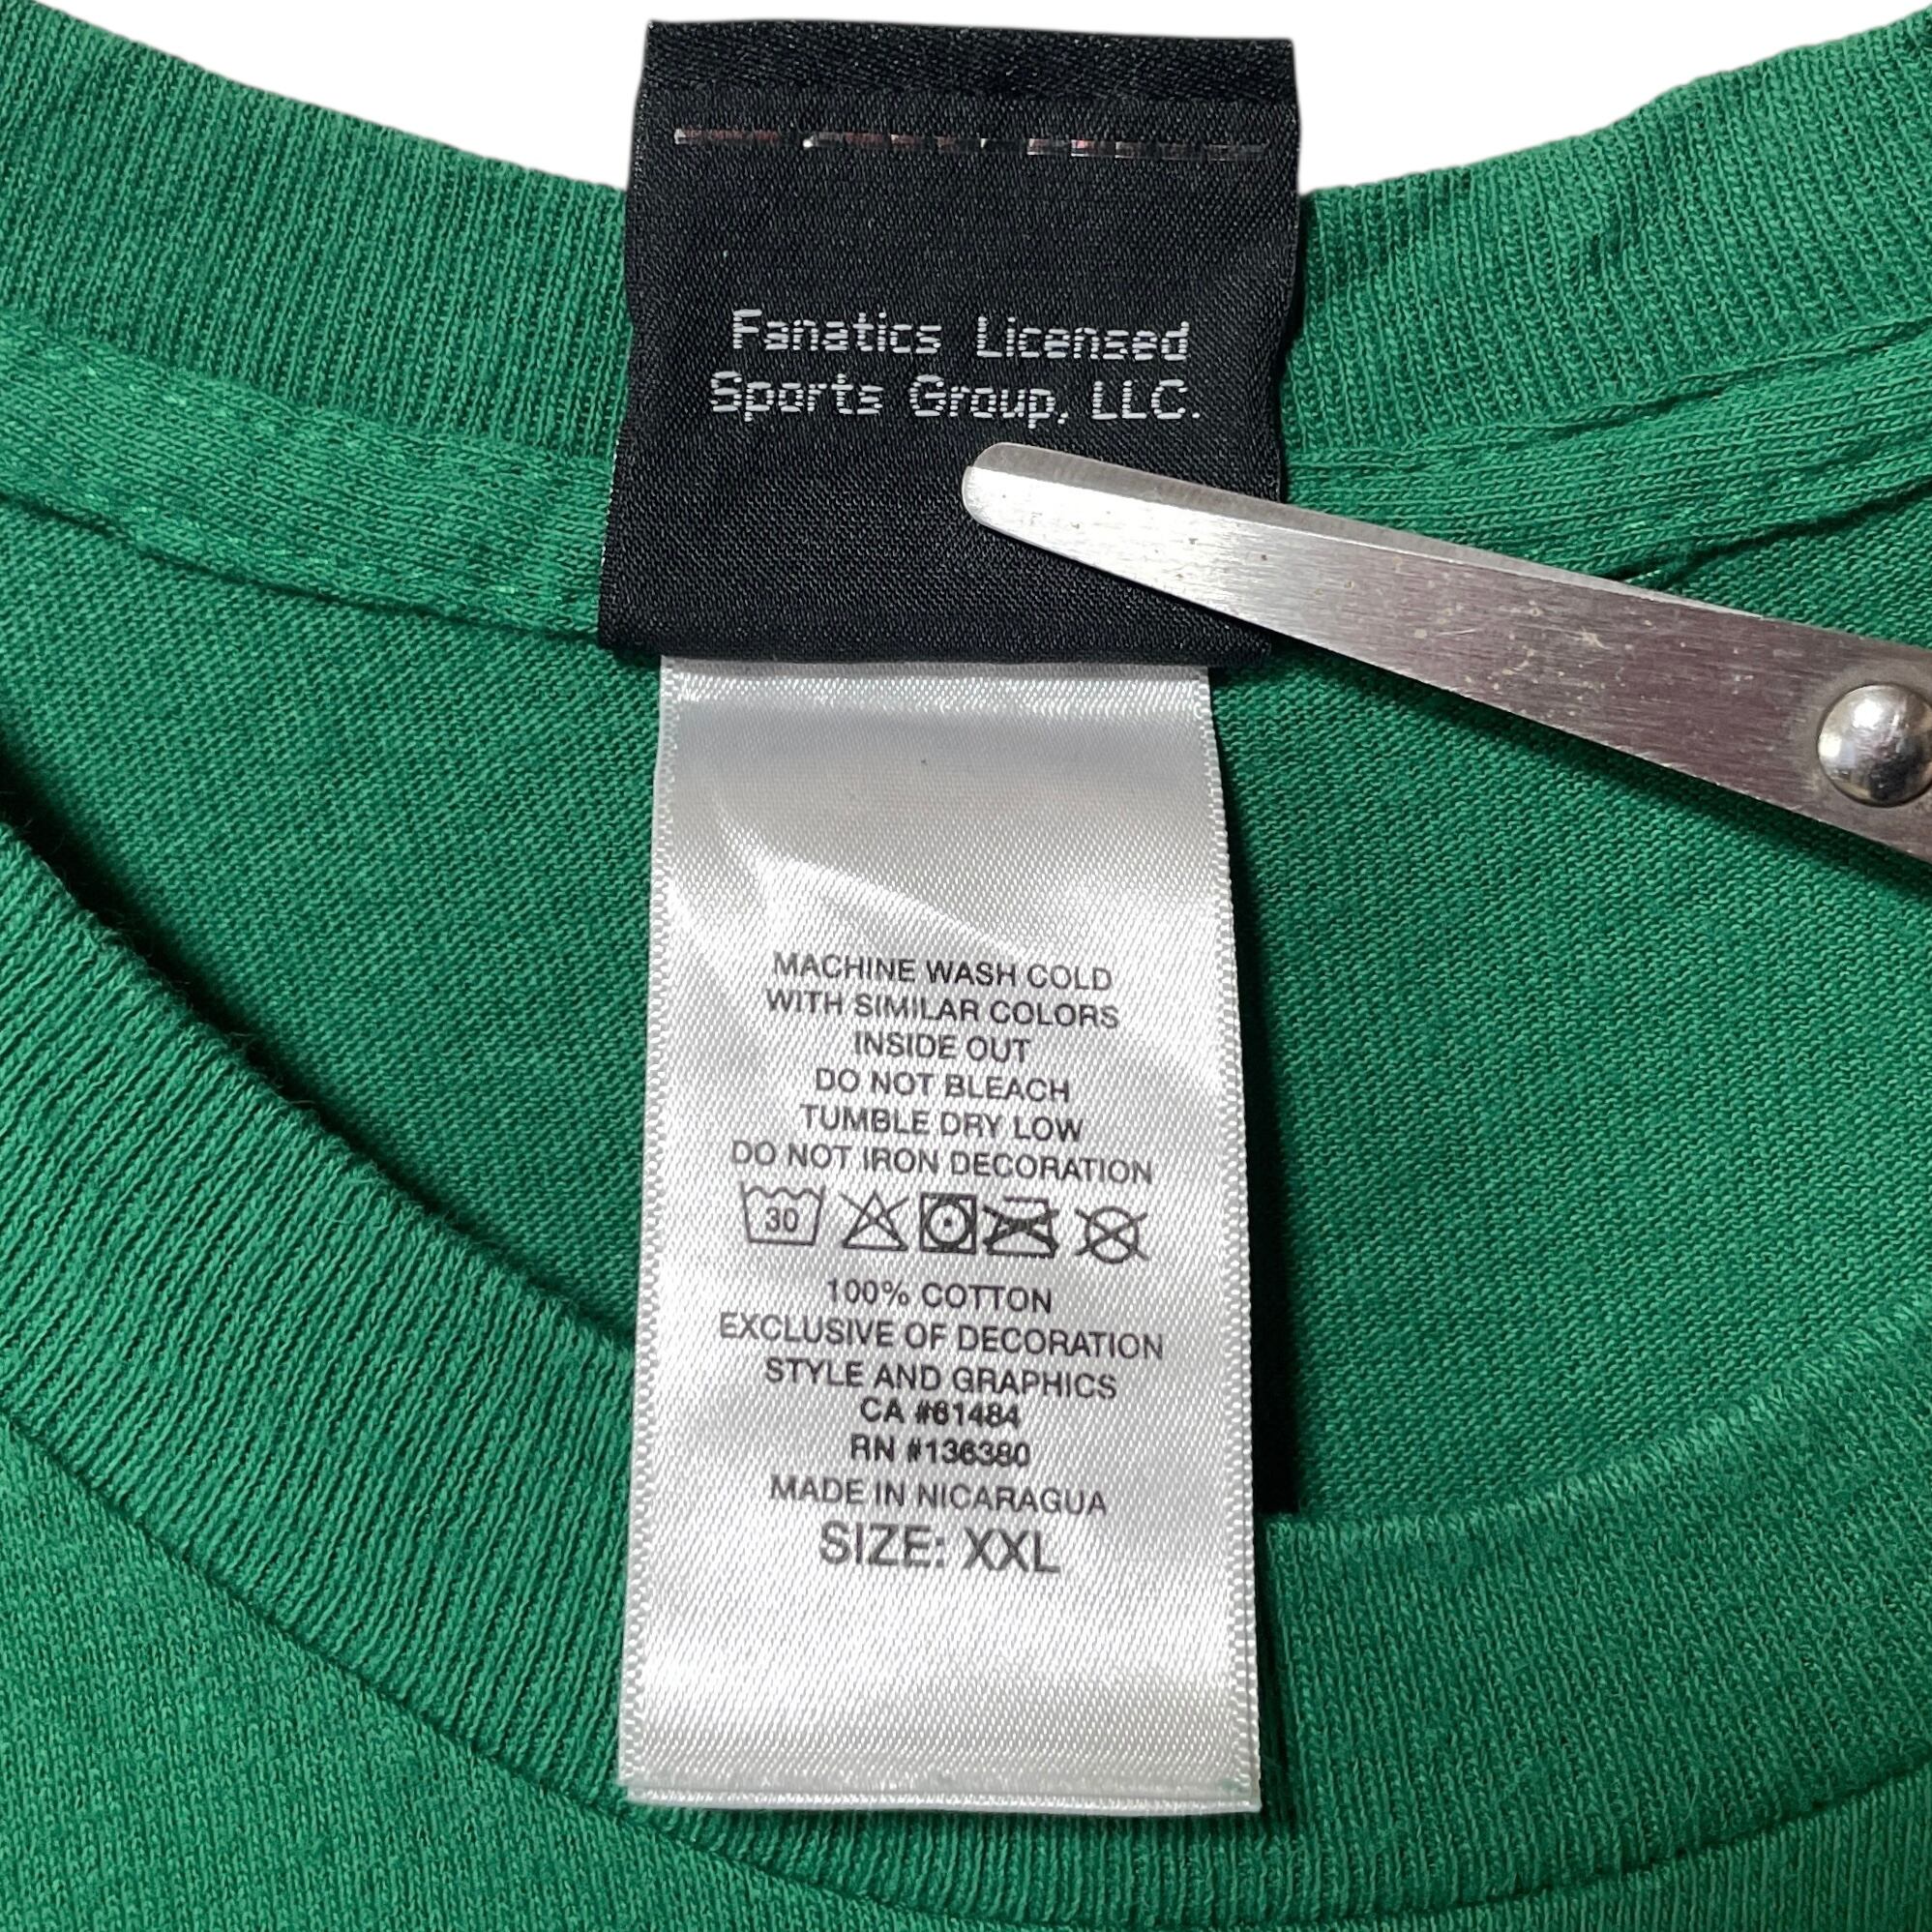 Fanatics Licensed
Sports Group, LLC.
MACHINE WASH COLD
WITH SIMILAR COLORS
INSIDE OUT
DO NOT BLEACH
TUMBLE DRY LOW
DO NOT IRON DECORATION
30
100% COTTON
EXCLUSIVE OF DECORATION
STYLE AND GRAPHICS
CA #61484
RN #136380
MADE IN NICARAGUA
SIZE: XXL